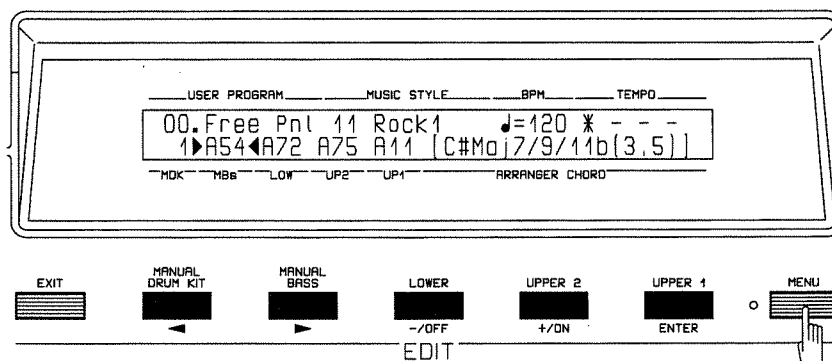 USER PROGRAM MUSIC STYLE BPM TEMPO
00.Free Pnl 11 Rock1 ♩=120 * - - -
1▶A54◀A72 A75 A11 [C#Maj7/9/11b(3,5)]
MDK MBs LOW UP2 UP1 ARRANGER CHORD
EXIT MANUAL DRUM KIT MANUAL BASS LOWER UPPER 2 UPPER 1 MENU
◀ ▶ -/OFF +/ON ENTER
EDIT